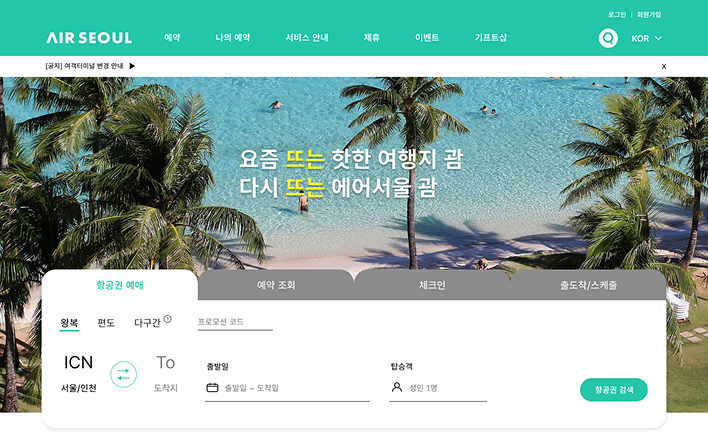 로그인 | 회원가입
AIR SEOUL 예약 나의 예약 서비스 안내 제휴 이벤트 기프트샵 KOR
[공지] 여객터미널 변경 안내 ▶ X
요즘 뜨는 핫한 여행지 괌
다시 뜨는 에어서울 괌
항공권 예매 예약 조회 체크인 출도착/스케줄
왕복 편도 다구간 ? 프로모션 코드
ICN To
출발일 탑승객
서울/인천 도착지 출발일 ~ 도착일 성인 1명 항공권 검색